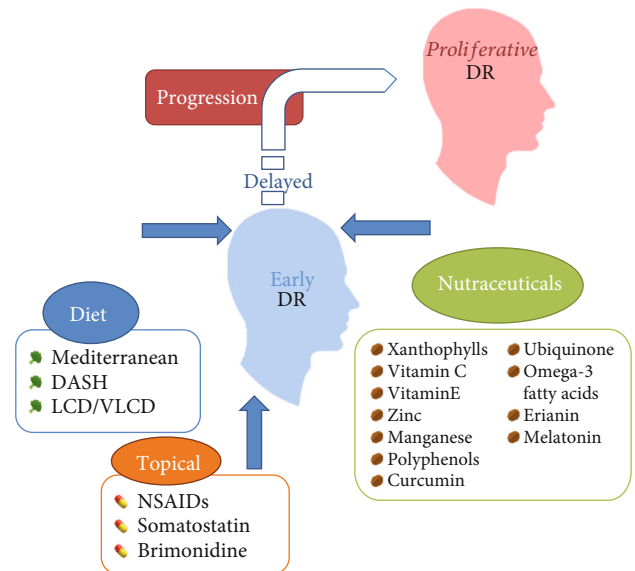 Proliferative
DR
Progression
Delayed
Early
DR
Diet
Mediterranean
DASH
LCD/VLCD
Topical
NSAIDs
Somatostatin
Brimonidine
Nutraceuticals
Xanthophylls
Vitamin C
VitaminE
Zinc
Manganese
Polyphenols
Curcumin
Ubiquinone
Omega-3
fatty acids
Erianin
Melatonin